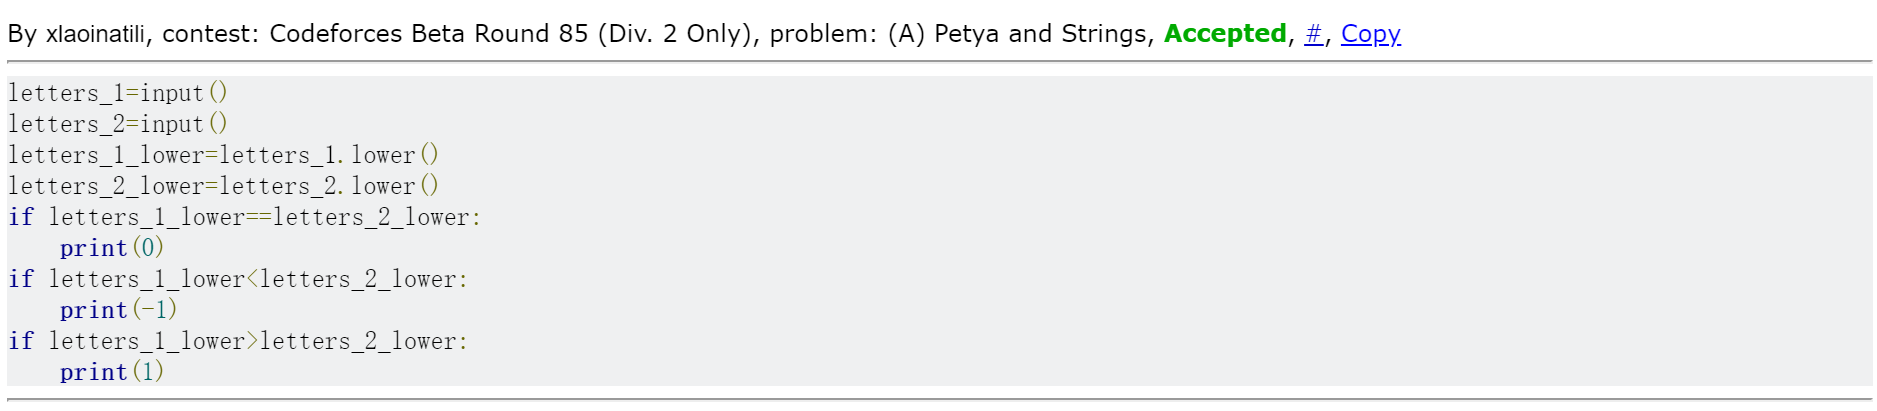 By xlaoinatili, contest: Codeforces Beta Round 85 (Div. 2 Only), problem: (A) Petya and Strings, Accepted, #, Copy
letters_1=input()
letters_2=input()
letters_1_lower=letters_1.lower()
letters_2_lower=letters_2.lower()
if letters_1_lower==letters_2_lower:
    print(0)
if letters_1_lower<letters_2_lower:
    print(-1)
if letters_1_lower>letters_2_lower:
    print(1)